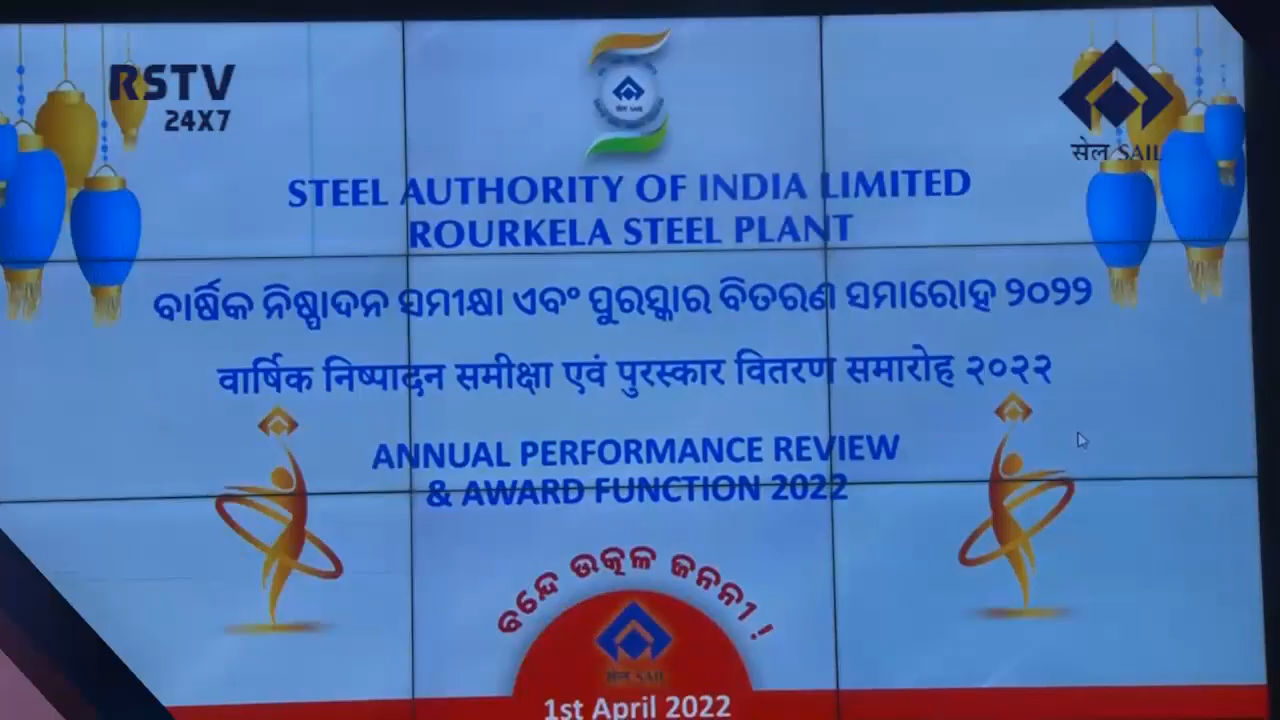 RSTV
24X7
सेल SAIL
STEEL AUTHORITY OF INDIA LIMITED
ROURKELA STEEL PLANT
ବାର୍ଷିକ ନିଷ୍ପାଦନ ସମୀକ୍ଷା ଏବଂ ପୁରସ୍କାର ବିତରଣ ସମାରୋହ ୨୦୨୨
वार्षिक निष्पादन समीक्षा एवं पुरस्कार वितरण समारोह २०२२
ANNUAL PERFORMANCE REVIEW
& AWARD FUNCTION 2022
ବନ୍ଦେ ଉତ୍କଳ ଜନନୀ!
सेल SAIL
1st April 2022